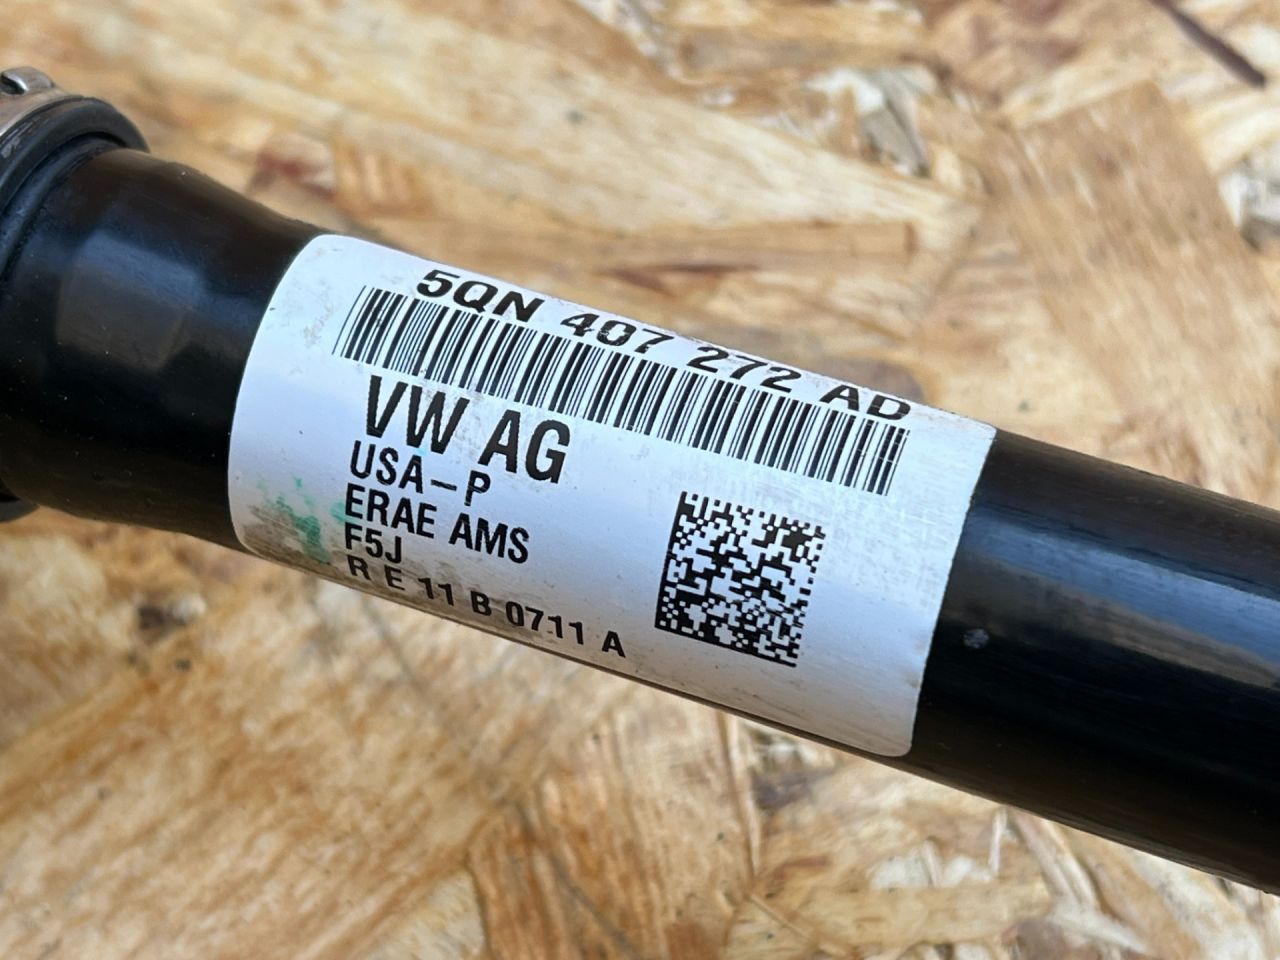 5QN 407 272 AD
VW AG
USA-P
ERAE AMS
F5J
R E 11 B 0711 A